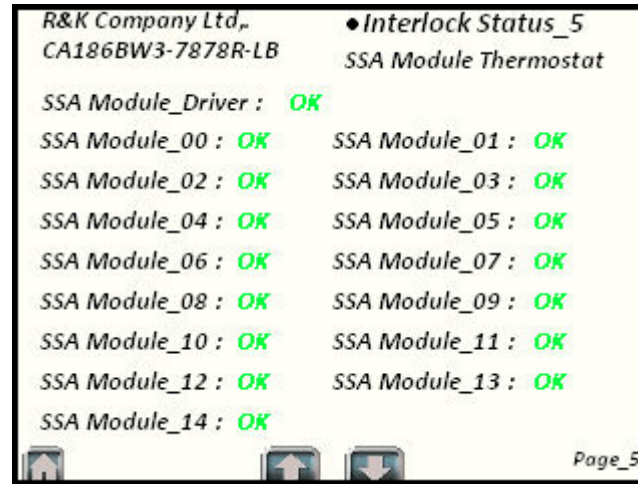 R&K Company Ltd,.
●Interlock Status_5
CA186BW3-7878R-LB
SSA Module Thermostat
SSA Module_Driver : OK
SSA Module_00 : OK SSA Module_01 : OK
SSA Module_02 : OK SSA Module_03 : OK
SSA Module_04 : OK SSA Module_05 : OK
SSA Module_06 : OK SSA Module_07 : OK
SSA Module_08 : OK SSA Module_09 : OK
SSA Module_10 : OK SSA Module_11 : OK
SSA Module_12 : OK SSA Module_13 : OK
SSA Module_14 : OK
Page_5